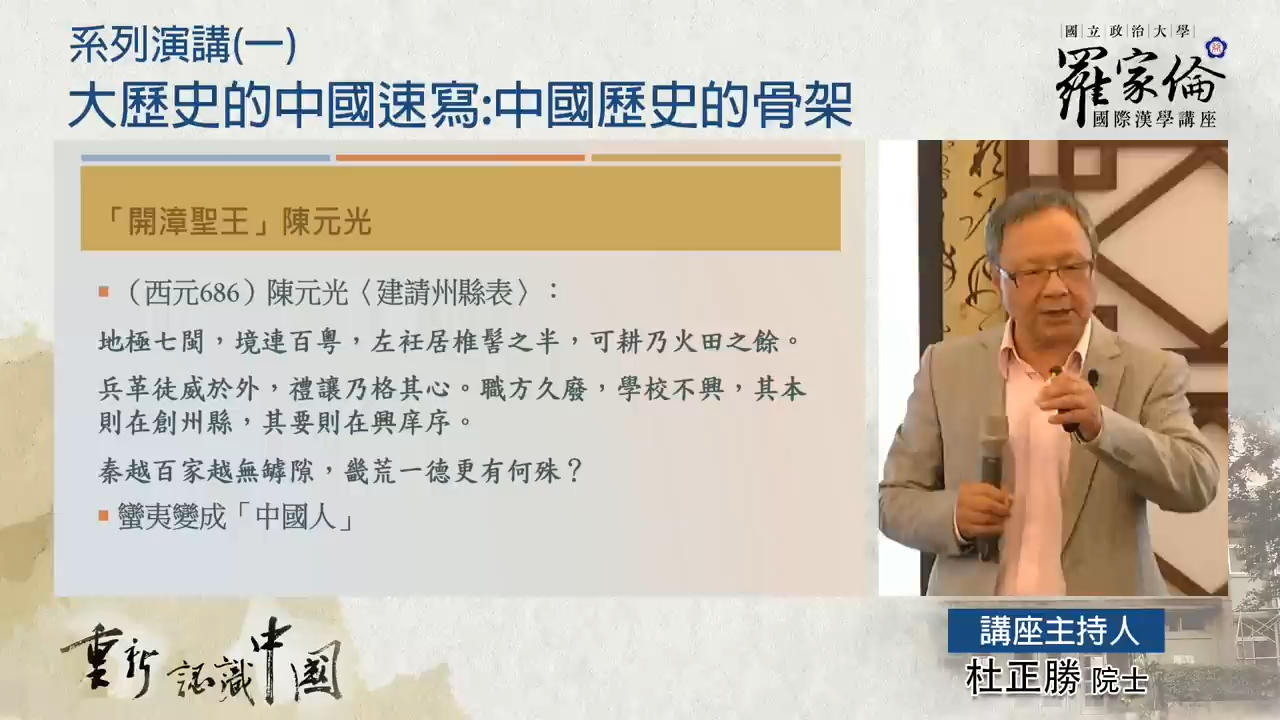 系列演講(一)
大歷史的中國速寫:中國歷史的骨架
國立政治大學
羅家倫
國際漢學講座
「開漳聖王」陳元光
（西元686）陳元光〈建請州縣表〉：
地極七閩，境連百粵，左衽居椎髻之半，可耕乃火田之餘。
兵革徒威於外，禮讓乃格其心。職方久廢，學校不興，其本
則在創州縣，其要則在興庠序。
秦越百家越無罅隙，畿荒一德更有何殊？
蠻夷變成「中國人」
重新認識中國
講座主持人
杜正勝 院士